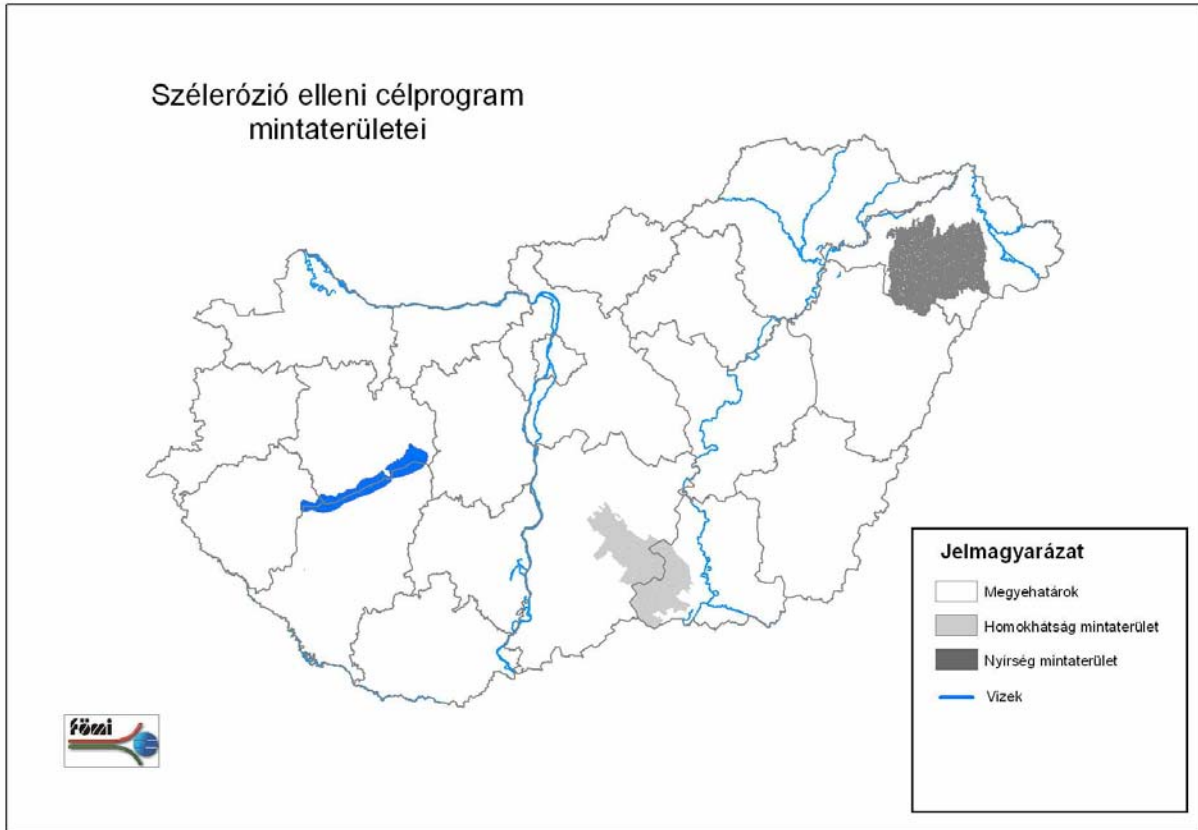 Szélerózió elleni célprogram
mintaterületei
Jelmagyarázat
Megyehatárok
Homokhátság mintaterület
Nyírség mintaterület
Vizek
fömi